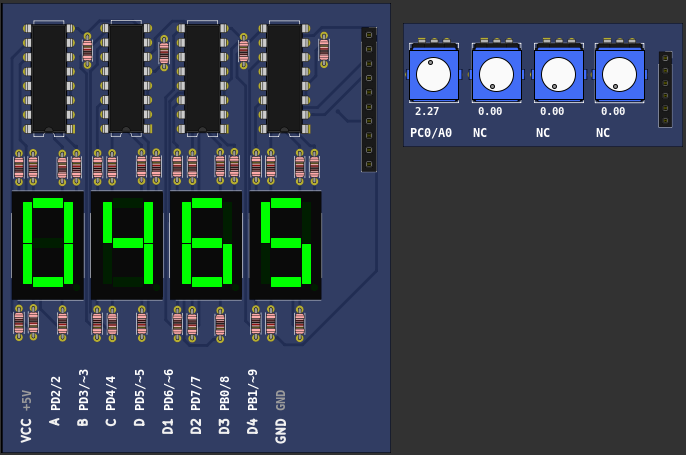 0465
VCC +5V
A PD2/2
B PD3/~3
C PD4/4
D PD5/~5
D1 PD6/~6
D2 PD7/7
D3 PB0/8
D4 PB1/~9
GND GND
2.27 0.00 0.00 0.00
PC0/A0 NC NC NC